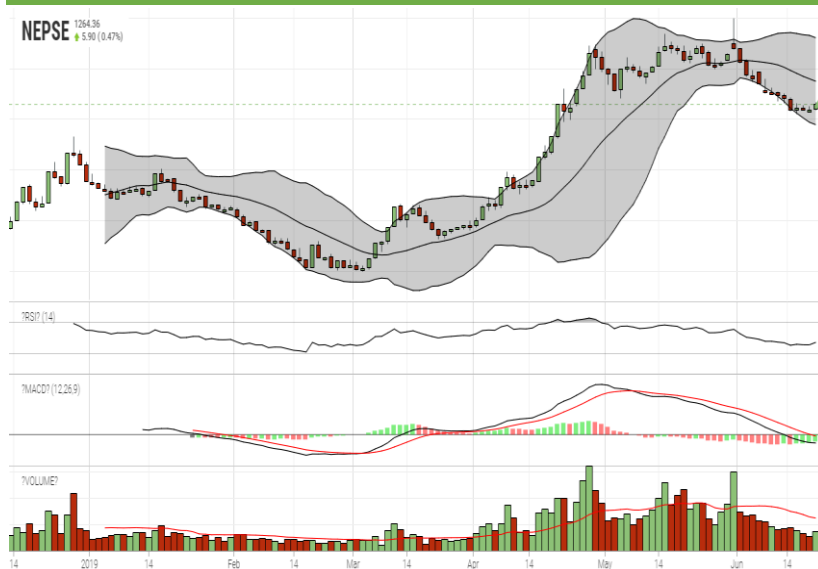 NEPSE 1264.36
5.90 (0.47%)
?RSI? (14)
?MACD? (12,26,9)
?VOLUME?
14 2019 14 Feb 14 Mar 14 Apr 14 May 14 Jun 14